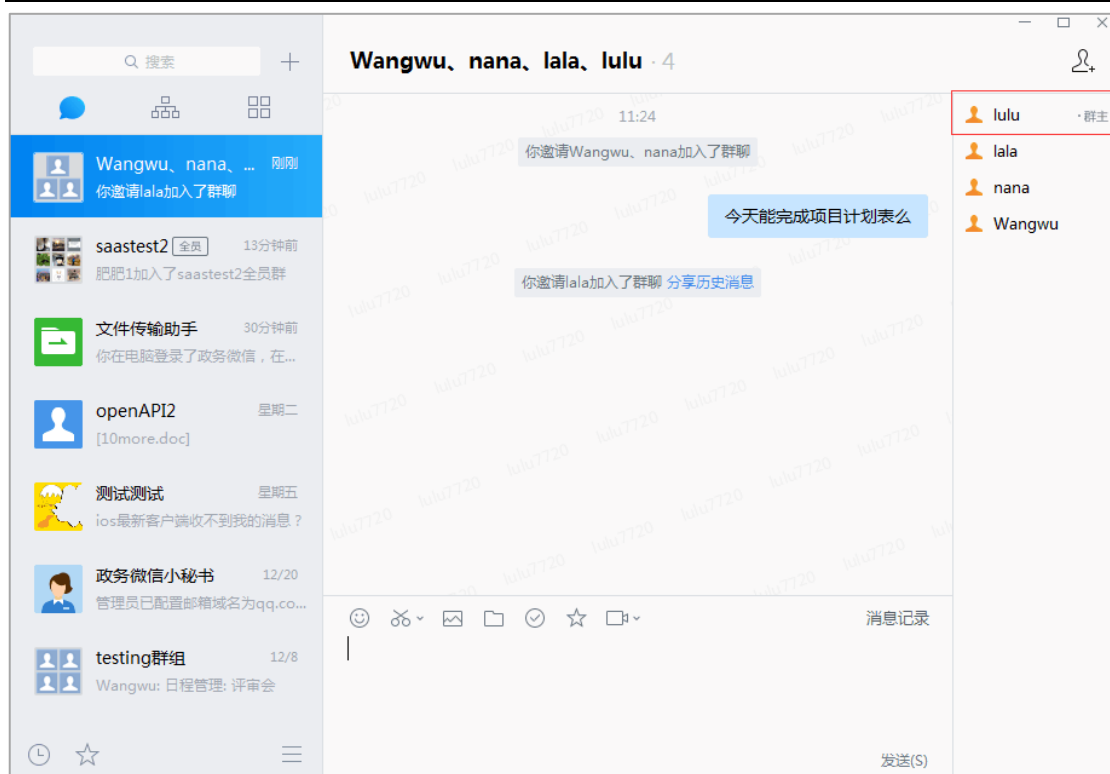 搜索
Wangwu、nana、... 刚刚
你邀请lala加入了群聊
saastest2 全员 13分钟前
肥肥1加入了saastest2全员群
文件传输助手 30分钟前
你在电脑登录了政务微信，在...
openAPI2 星期二
[10more.doc]
测试测试 星期五
ios最新客户端收不到我的消息？
政务微信小秘书 12/20
管理员已配置邮箱域名为qq.co...
testing群组 12/8
Wangwu: 日程管理: 评审会
Wangwu、nana、lala、lulu · 4
11:24
你邀请Wangwu、nana加入了群聊
今天能完成项目计划表么
你邀请lala加入了群聊 分享历史消息
lulu7720
消息记录
发送(S)
lulu ·群主
lala
nana
Wangwu